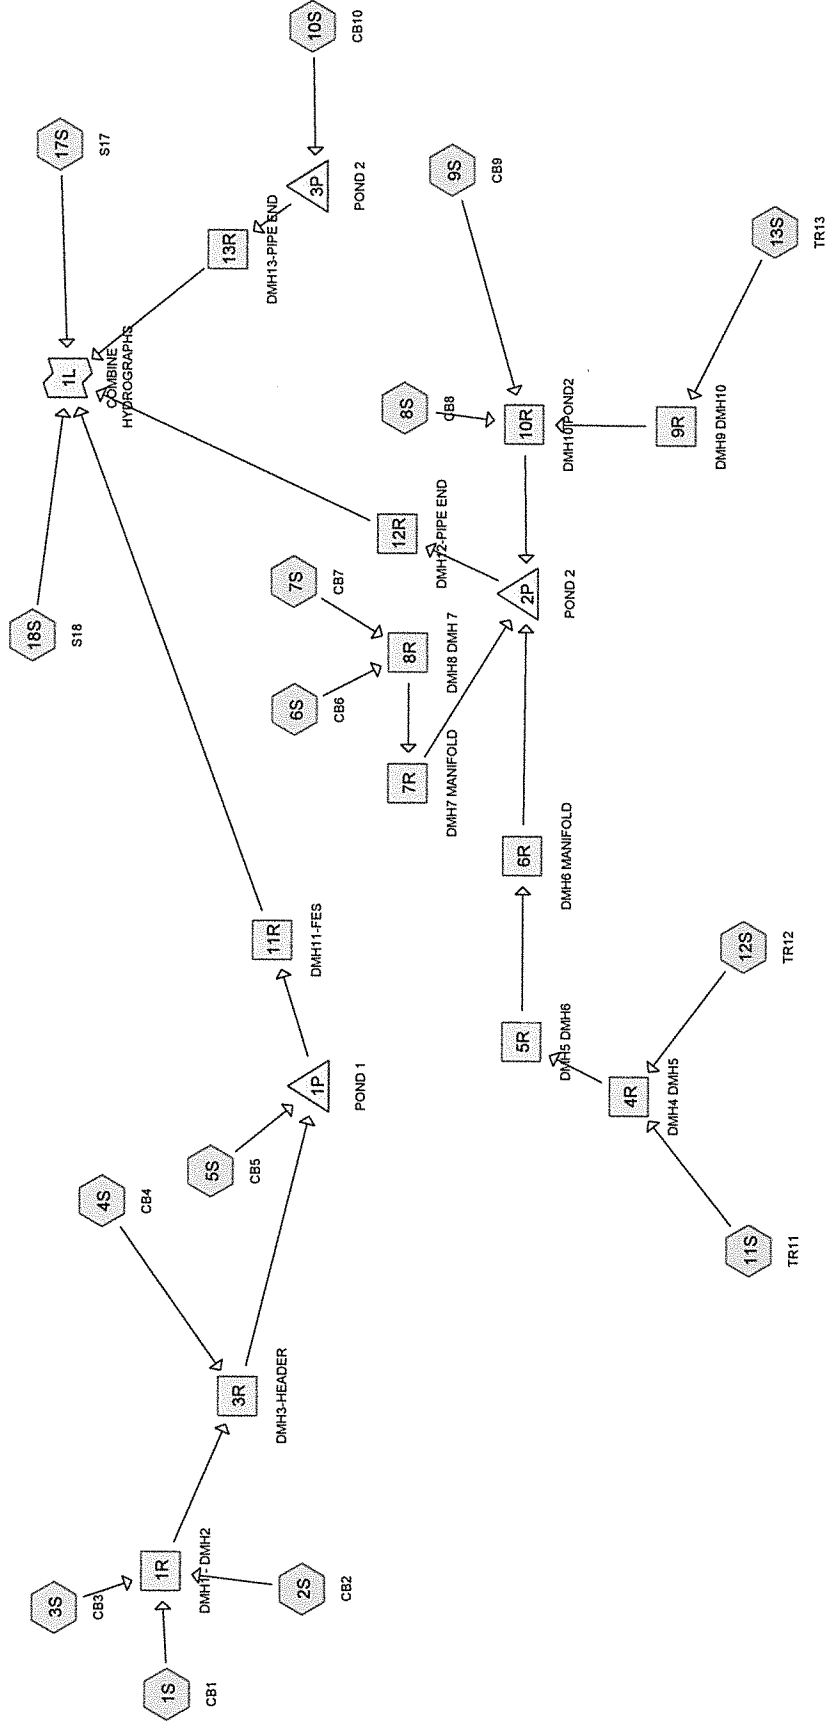 18S
S18
3S
CB3
17S
S17
1L
COMBINE
HYDROGRAPHS
4S
CB4
1R
DMH1 - DMH2
1S
CB1
5S
CB5
13R
DMH13-PIPE END
3R
DMH3-HEADER
11R
DMH11-FES
6S
CB6
7S
CB7
2S
CB2
1P
POND 1
3P
POND 2
10S
CB10
12R
DMH12-PIPE END
8S
CB8
7R
DMH7 MANIFOLD
8R
DMH8 DMH 7
9S
CB9
5R
DMH5 DMH6
6R
DMH6 MANIFOLD
2P
POND 2
10R
DMH10 POND2
4R
DMH4 DMH5
9R
DMH9 DMH10
11S
TR11
12S
TR12
13S
TR13